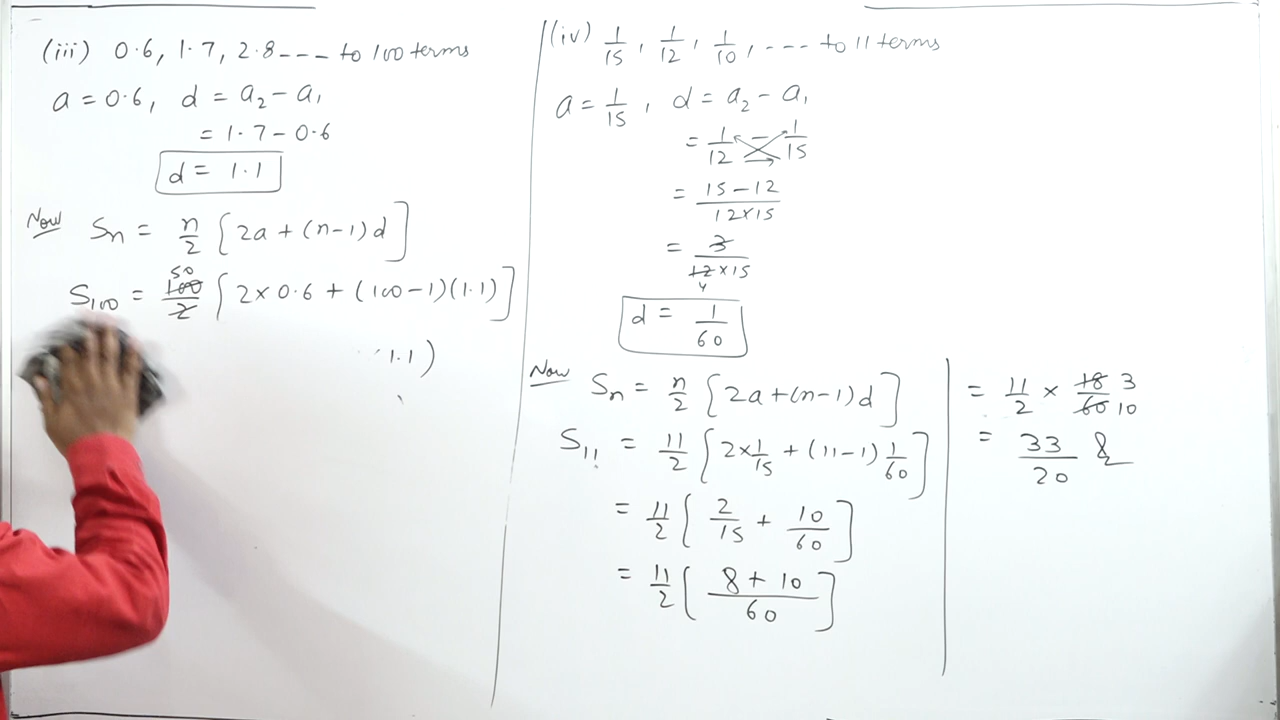 (iii) 0.6, 1.7, 2.8 --- to 100 terms
a = 0.6, d = a₂ - a₁
= 1.7 - 0.6
d = 1.1
Now Sn = n/2 [2a + (n-1)d]
S₁₀₀ = 100/2 50 [2 × 0.6 + (100-1)(1.1)]
1.1)
(iv) 1/15, 1/12, 1/10, --- to 11 terms
a = 1/15, d = a₂ - a₁
= 1/12 - 1/15
= 15-12/12×15
= 3/12×15 4
d = 1/60
Now Sn = n/2 [2a+(n-1)d]
S₁₁ = 11/2 [2×1/15 + (11-1) 1/60]
= 11/2 [2/15 + 10/60]
= 11/2 [8+10/60]
= 11/2 × 18/60 3 10
= 33/20